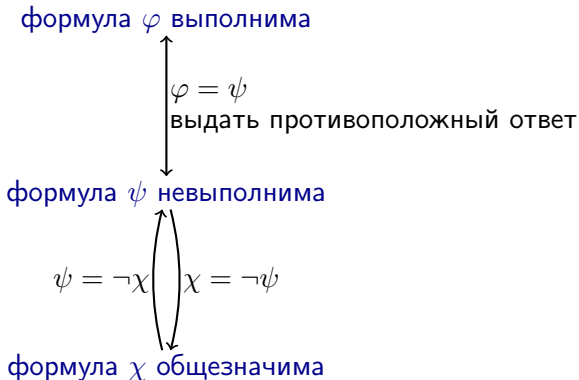 формула φ выполнима
φ = ψ
выдать противоположный ответ
формула ψ невыполнима
ψ = ¬χ χ = ¬ψ
формула χ общезначима